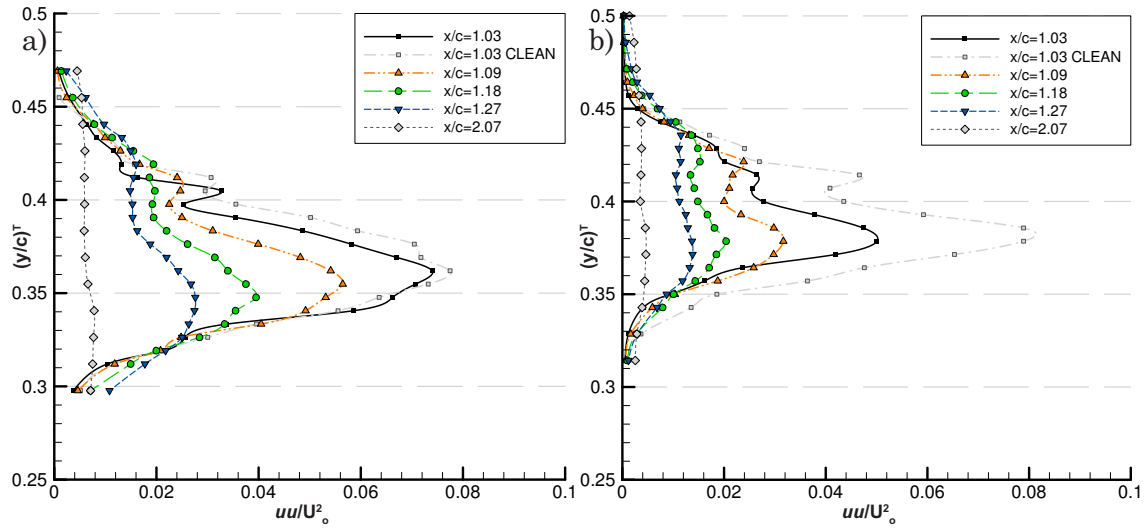 a)
0.5
0.45
0.4
0.35
0.3
0.25
(y/c)ᵀ
x/c=1.03
x/c=1.03 CLEAN
x/c=1.09
x/c=1.18
x/c=1.27
x/c=2.07
0 0.02 0.04 0.06 0.08 0.1
uu/U²ₒ
b)
0.5
0.45
0.4
0.35
0.3
0.25
(y/c)ᵀ
x/c=1.03
x/c=1.03 CLEAN
x/c=1.09
x/c=1.18
x/c=1.27
x/c=2.07
0 0.02 0.04 0.06 0.08 0.1
uu/U²ₒ